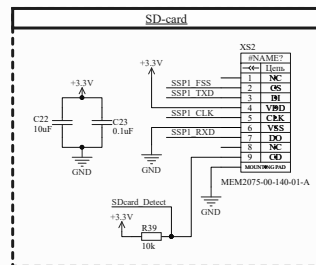 SD-card
XS2
#NAME?
Цепь
+3.3V
+3.3V
1 NC
SSP1_FSS 2 CS
SSP1_TXD 3 DI
4 VDD
SSP1_CLK 5 CLK
6 VSS
SSP1_RXD 7 DO
8 NC
9 CD
MOUNTING PAD
C22
10uF
C23
0.1uF
GND
MEM2075-00-140-01-A
GND
SDcard_Detect
+3.3V
R39
10k